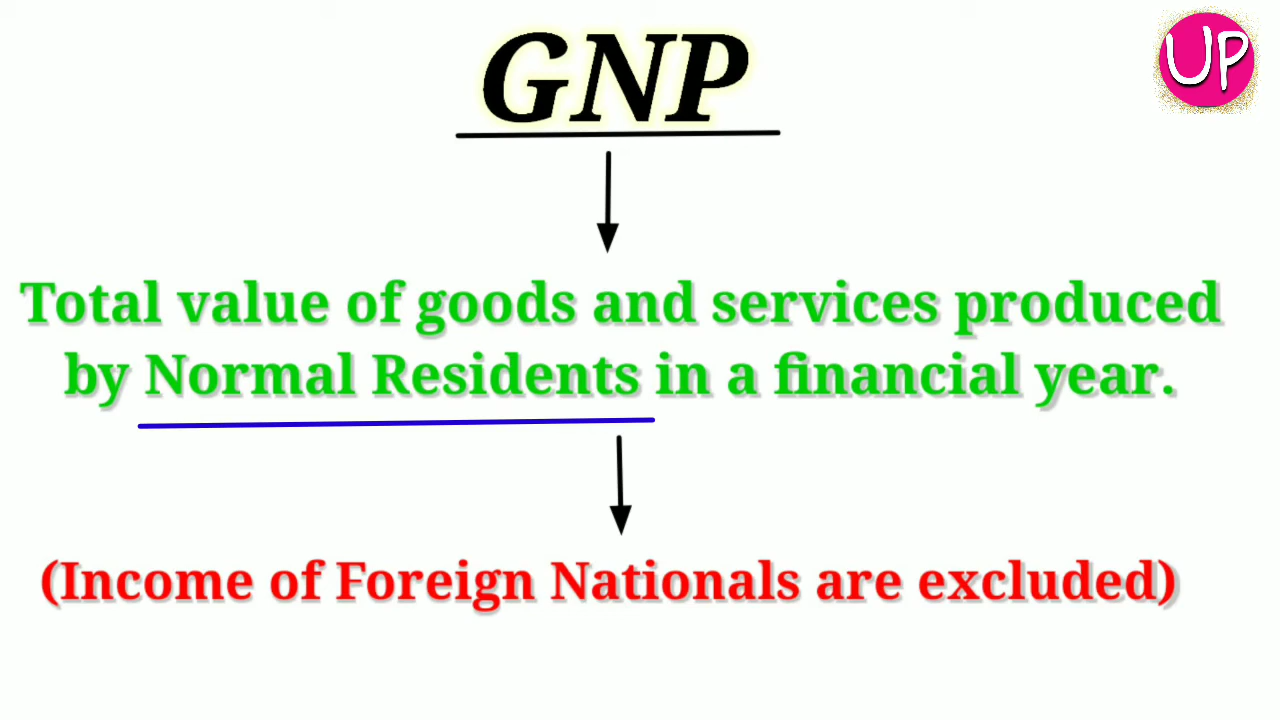 GNP
UP
Total value of goods and services produced
by Normal Residents in a financial year.
(Income of Foreign Nationals are excluded)